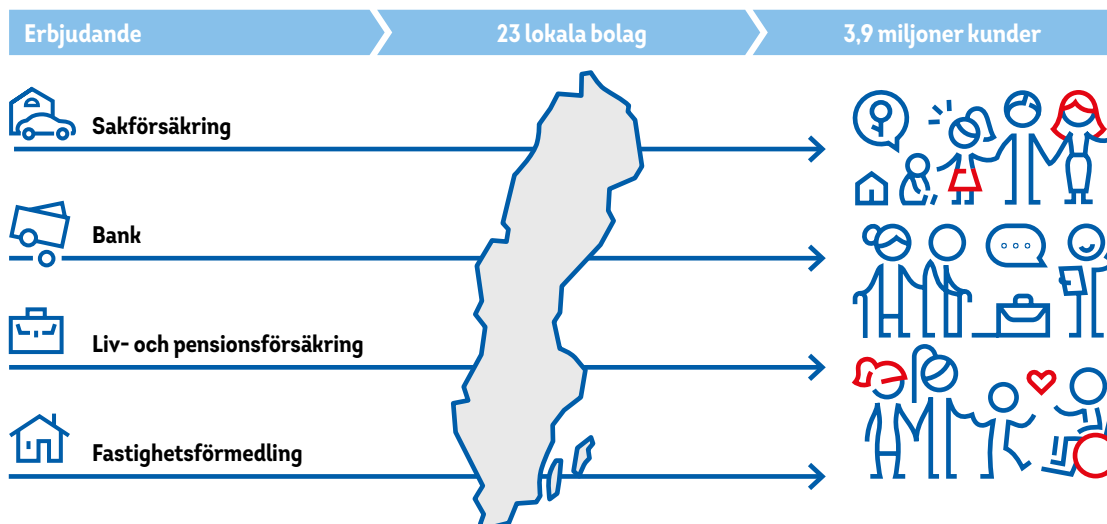 Erbjudande
23 lokala bolag
3,9 miljoner kunder
Sakförsäkring
Bank
Liv- och pensionsförsäkring
Fastighetsförmedling